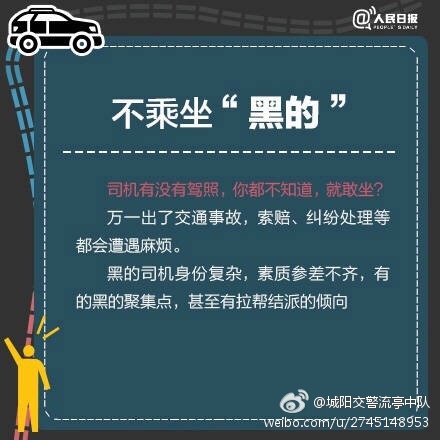 @人民日报
PEOPLE'S DAILY
不乘坐“黑的”
司机有没有驾照，你都不知道，就敢坐？
万一出了交通事故，索赔、纠纷处理等
都会遭遇麻烦。
黑的司机身份复杂，素质参差不齐，有
的黑的聚集点，甚至有拉帮结派的倾向
@城阳交警流亭中队
weibo.com/u/2745148953